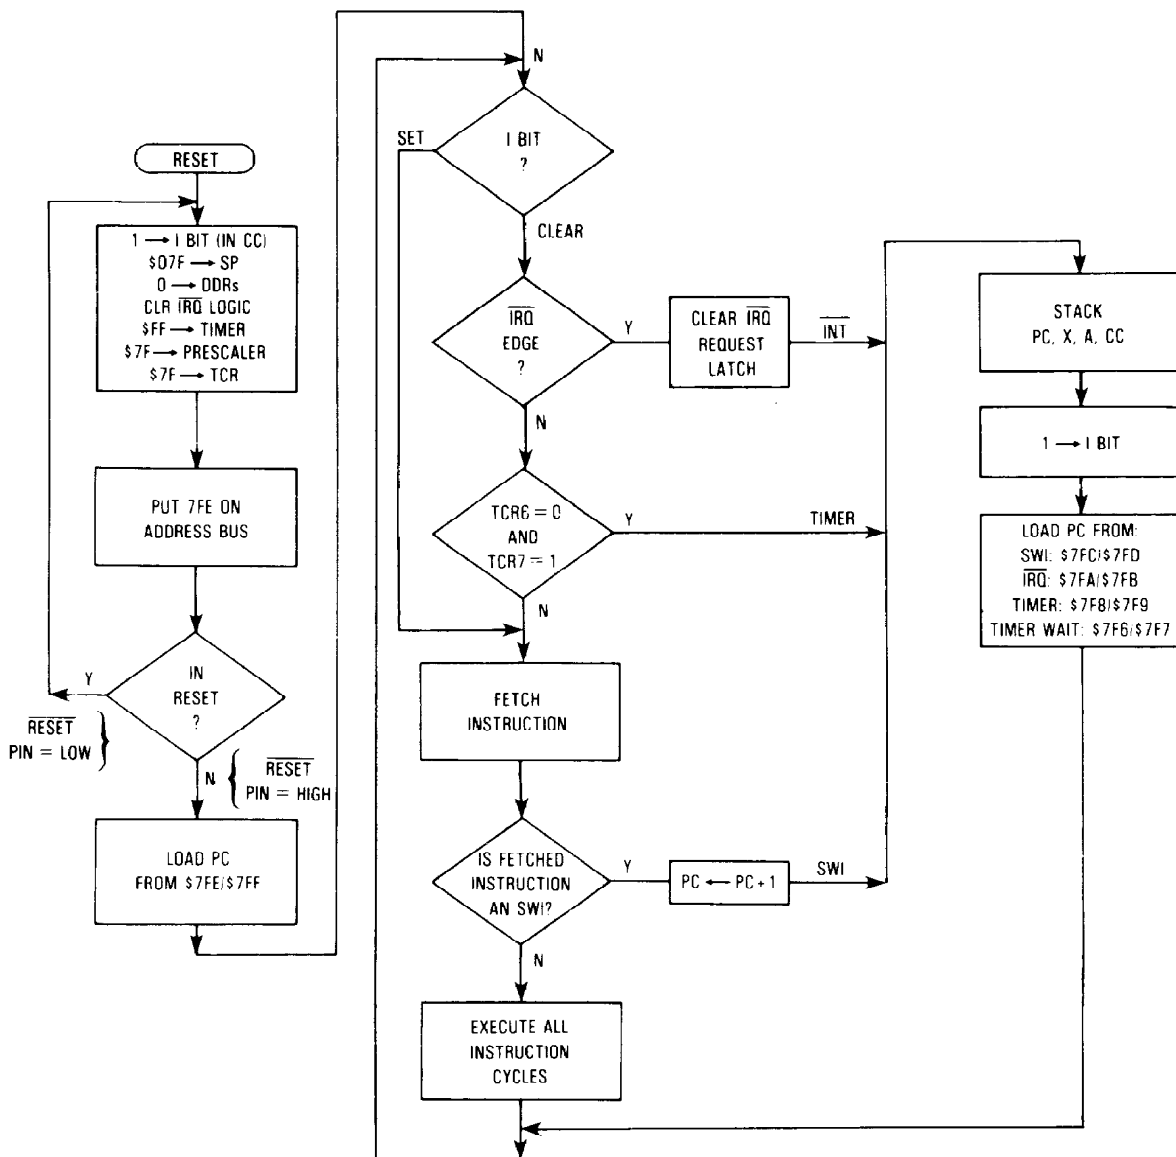 RESET
1 → I BIT (IN CC)
$07F → SP
0 → DDRs
CLR IRQ LOGIC
$FF → TIMER
$7F → PRESCALER
$7F → TCR
PUT 7FE ON
ADDRESS BUS
IN
RESET
?
Y
RESET
PIN = LOW
N
RESET
PIN = HIGH
LOAD PC
FROM $7FE/$7FF
N
I BIT
?
SET
CLEAR
IRQ
EDGE
?
Y
CLEAR IRQ
REQUEST
LATCH
INT
N
TCR6 = 0
AND
TCR7 = 1
Y
TIMER
N
FETCH
INSTRUCTION
IS FETCHED
INSTRUCTION
AN SWI?
Y
PC ← PC + 1
SWI
N
EXECUTE ALL
INSTRUCTION
CYCLES
STACK
PC, X, A, CC
1 → I BIT
LOAD PC FROM:
SWI: $7FC/$7FD
IRQ: $7FA/$7FB
TIMER: $7F8/$7F9
TIMER WAIT: $7F6/$7F7